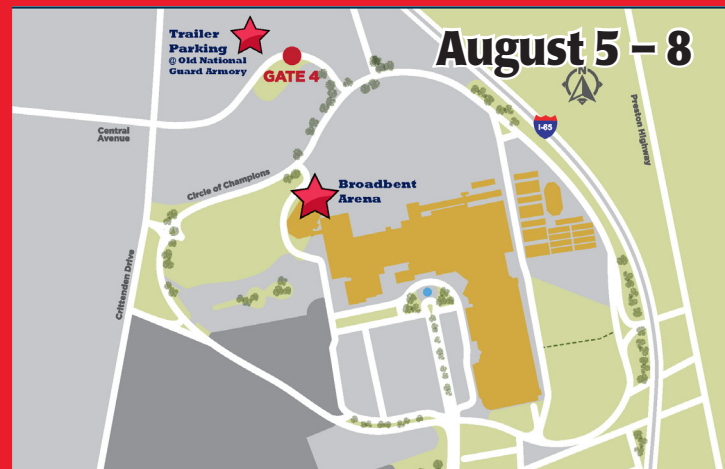 August 5 – 8
Trailer
Parking
@ Old National
Guard Armory
GATE 4
N
I-65
Preston Highway
Central
Avenue
Circle of Champions
Broadbent
Arena
Crittenden Drive